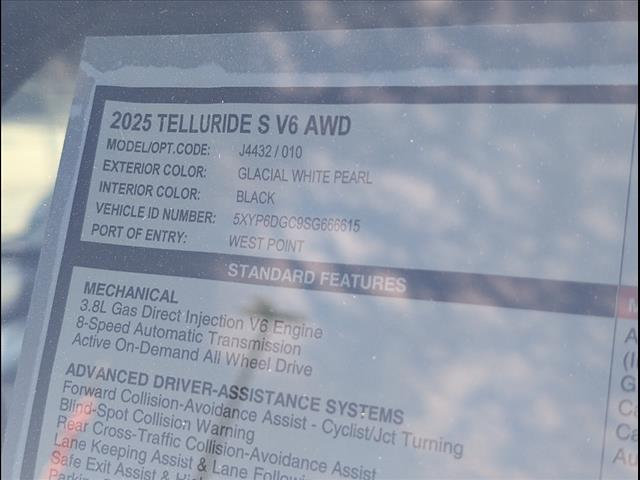 2025 TELLURIDE S V6 AWD
MODEL/OPT.CODE: J4432 / 010
EXTERIOR COLOR: GLACIAL WHITE PEARL
INTERIOR COLOR: BLACK
VEHICLE ID NUMBER: 5XYP6DGC9SG666615
PORT OF ENTRY: WEST POINT
STANDARD FEATURES
MECHANICAL
3.8L Gas Direct Injection V6 Engine
8-Speed Automatic Transmission
Active On-Demand All Wheel Drive
ADVANCED DRIVER-ASSISTANCE SYSTEMS
Forward Collision-Avoidance Assist - Cyclist/Jct Turning
Blind-Spot Collision Warning
Rear Cross-Traffic Collision-Avoidance Assist
Lane Keeping Assist & Lane
Safe Exit Assist &